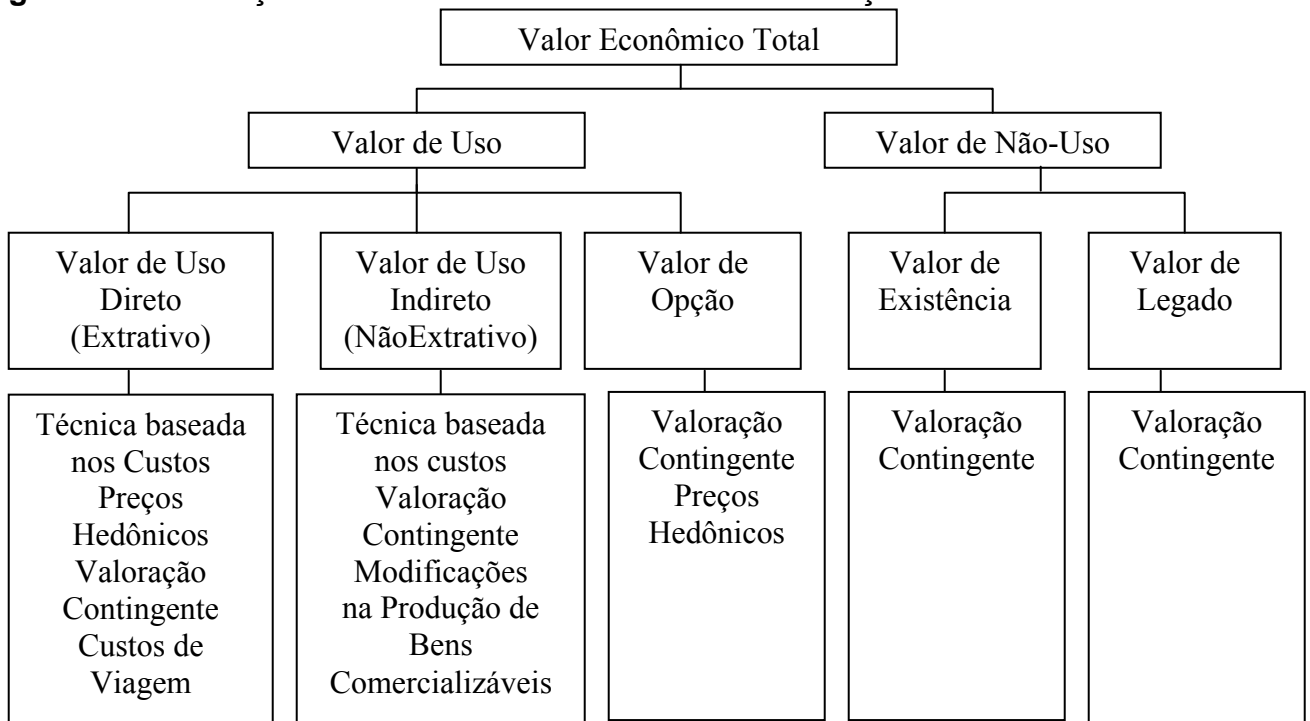 Valor Econômico Total
Valor de Uso
Valor de Não-Uso
Valor de Uso
Direto
(Extrativo)
Valor de Uso
Indireto
(NãoExtrativo)
Valor de
Opção
Valor de
Existência
Valor de
Legado
Técnica baseada
nos Custos
Preços
Hedônicos
Valoração
Contingente
Custos de
Viagem
Técnica baseada
nos custos
Valoração
Contingente
Modificações
na Produção de
Bens
Comercializáveis
Valoração
Contingente
Preços
Hedônicos
Valoração
Contingente
Valoração
Contingente